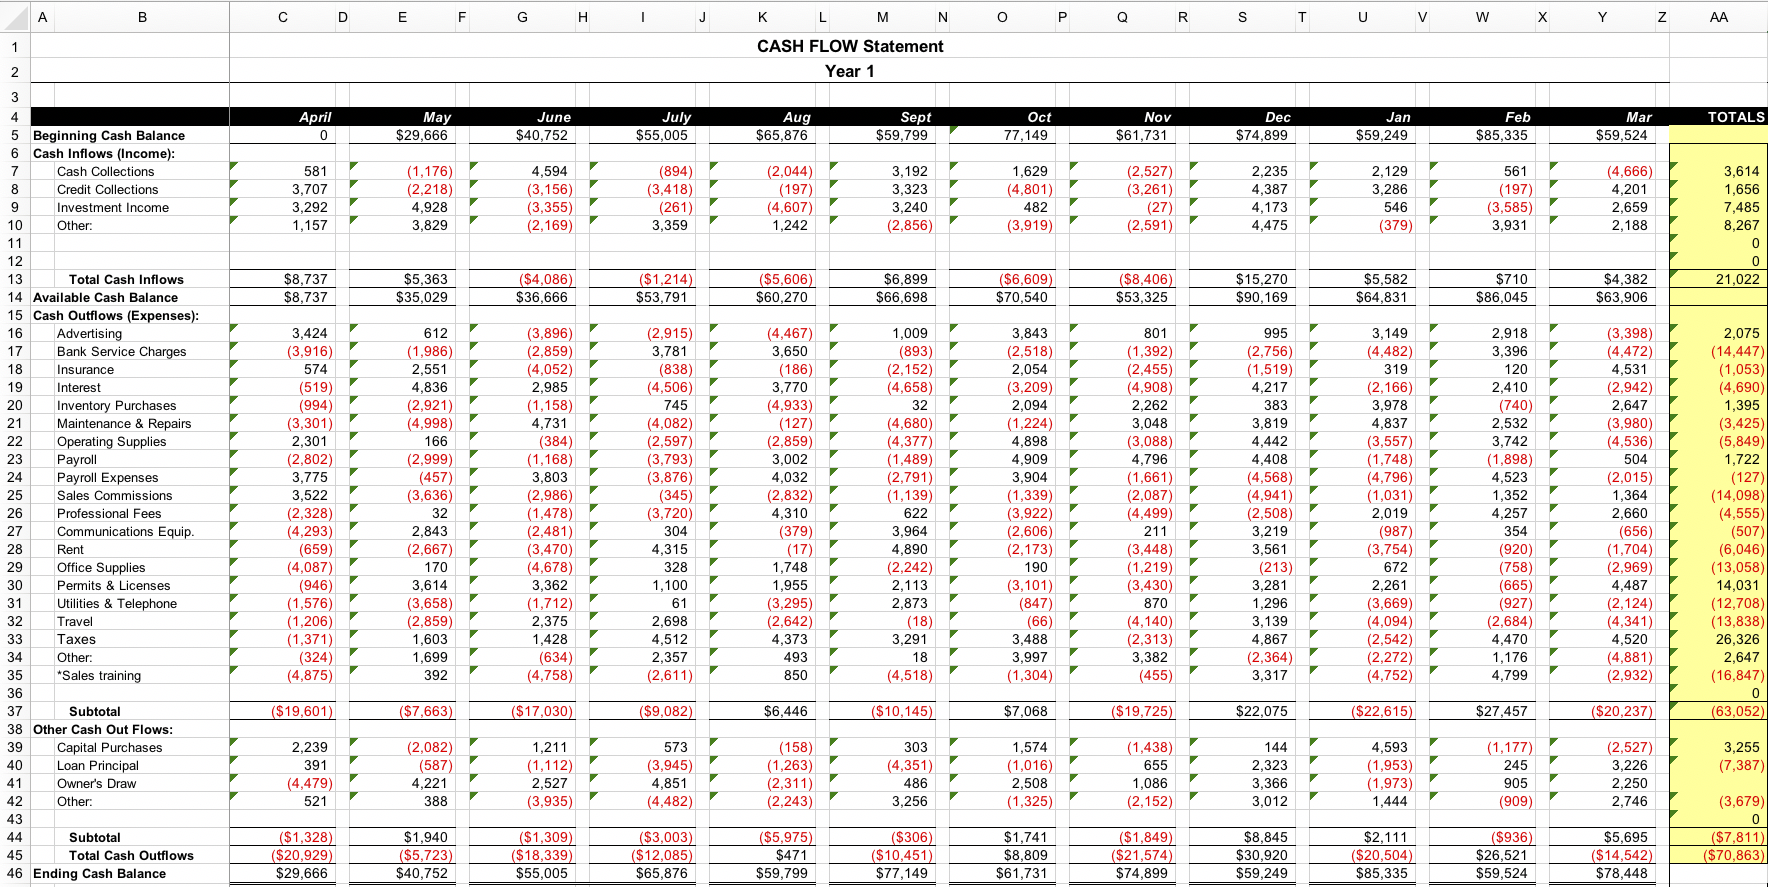 A B C D E F G H I J K L M N O P Q R S T U V W X Y Z AA
1 CASH FLOW Statement
2 Year 1
3
4 April May June July Aug Sept Oct Nov Dec Jan Feb Mar TOTALS
5 Beginning Cash Balance 0 $29,666 $40,752 $55,005 $65,876 $59,799 77,149 $61,731 $74,899 $59,249 $85,335 $59,524
6 Cash Inflows (Income):
7 Cash Collections 581 (1,176) 4,594 (894) (2,044) 3,192 1,629 (2,527) 2,235 2,129 561 (4,666) 3,614
8 Credit Collections 3,707 (2,218) (3,156) (3,418) (197) 3,323 (4,801) (3,261) 4,387 3,286 (197) 4,201 1,656
9 Investment Income 3,292 4,928 (3,355) (261) (4,607) 3,240 482 (27) 4,173 546 (3,585) 2,659 7,485
10 Other: 1,157 3,829 (2,169) 3,359 1,242 (2,856) (3,919) (2,591) 4,475 (379) 3,931 2,188 8,267
11 0
12 0
13 Total Cash Inflows $8,737 $5,363 ($4,086) ($1,214) ($5,606) $6,899 ($6,609) ($8,406) $15,270 $5,582 $710 $4,382 21,022
14 Available Cash Balance $8,737 $35,029 $36,666 $53,791 $60,270 $66,698 $70,540 $53,325 $90,169 $64,831 $86,045 $63,906
15 Cash Outflows (Expenses):
16 Advertising 3,424 612 (3,896) (2,915) (4,467) 1,009 3,843 801 995 3,149 2,918 (3,398) 2,075
17 Bank Service Charges (3,916) (1,986) (2,859) 3,781 3,650 (893) (2,518) (1,392) (2,756) (4,482) 3,396 (4,472) (14,447)
18 Insurance 574 2,551 (4,052) (838) (186) (2,152) 2,054 (2,455) (1,519) 319 120 4,531 (1,053)
19 Interest (519) 4,836 2,985 (4,506) 3,770 (4,658) (3,209) (4,908) 4,217 (2,166) 2,410 (2,942) (4,690)
20 Inventory Purchases (994) (2,921) (1,158) 745 (4,933) 32 2,094 2,262 383 3,978 (740) 2,647 1,395
21 Maintenance & Repairs (3,301) (4,998) 4,731 (4,082) (127) (4,680) (1,224) 3,048 3,819 4,837 2,532 (3,980) (3,425)
22 Operating Supplies 2,301 166 (384) (2,597) (2,859) (4,377) 4,898 (3,088) 4,442 (3,557) 3,742 (4,536) (5,849)
23 Payroll (2,802) (2,999) (1,168) (3,793) 3,002 (1,489) 4,909 4,796 4,408 (1,748) (1,898) 504 1,722
24 Payroll Expenses 3,775 (457) 3,803 (3,876) 4,032 (2,791) 3,904 (1,661) (4,568) (4,796) 4,523 (2,015) (127)
25 Sales Commissions 3,522 (3,636) (2,986) (345) (2,832) (1,139) (1,339) (2,087) (4,941) (1,031) 1,352 1,364 (14,098)
26 Professional Fees (2,328) 32 (1,478) (3,720) 4,310 622 (3,922) (4,499) (2,508) 2,019 4,257 2,660 (4,555)
27 Communications Equip. (4,293) 2,843 (2,481) 304 (379) 3,964 (2,606) 211 3,219 (987) 354 (656) (507)
28 Rent (659) (2,667) (3,470) 4,315 (17) 4,890 (2,173) (3,448) 3,561 (3,754) (920) (1,704) (6,046)
29 Office Supplies (4,087) 170 (4,678) 328 1,748 (2,242) 190 (1,219) (213) 672 (758) (2,969) (13,058)
30 Permits & Licenses (946) 3,614 3,362 1,100 1,955 2,113 (3,101) (3,430) 3,281 2,261 (665) 4,487 14,031
31 Utilities & Telephone (1,576) (3,658) (1,712) 61 (3,295) 2,873 (847) 870 1,296 (3,669) (927) (2,124) (12,708)
32 Travel (1,206) (2,859) 2,375 2,698 (2,642) (18) (66) (4,140) 3,139 (4,094) (2,684) (4,341) (13,838)
33 Taxes (1,371) 1,603 1,428 4,512 4,373 3,291 3,488 (2,313) 4,867 (2,542) 4,470 4,520 26,326
34 Other: (324) 1,699 (634) 2,357 493 18 3,997 3,382 (2,364) (2,272) 1,176 (4,881) 2,647
35 *Sales training (4,875) 392 (4,758) (2,611) 850 (4,518) (1,304) (455) 3,317 (4,752) 4,799 (2,932) (16,847)
36 0
37 Subtotal ($19,601) ($7,663) ($17,030) ($9,082) $6,446 ($10,145) $7,068 ($19,725) $22,075 ($22,615) $27,457 ($20,237) (63,052)
38 Other Cash Out Flows:
39 Capital Purchases 2,239 (2,082) 1,211 573 (158) 303 1,574 (1,438) 144 4,593 (1,177) (2,527) 3,255
40 Loan Principal 391 (587) (1,112) (3,945) (1,263) (4,351) (1,016) 655 2,323 (1,953) 245 3,226 (7,387)
41 Owner's Draw (4,479) 4,221 2,527 4,851 (2,311) 486 2,508 1,086 3,366 (1,973) 905 2,250
42 Other: 521 388 (3,935) (4,482) (2,243) 3,256 (1,325) (2,152) 3,012 1,444 (909) 2,746 (3,679)
43 0
44 Subtotal ($1,328) $1,940 ($1,309) ($3,003) ($5,975) ($306) $1,741 ($1,849) $8,845 $2,111 ($936) $5,695 ($7,811)
45 Total Cash Outflows ($20,929) ($5,723) ($18,339) ($12,085) $471 ($10,451) $8,809 ($21,574) $30,920 ($20,504) $26,521 ($14,542) ($70,863)
46 Ending Cash Balance $29,666 $40,752 $55,005 $65,876 $59,799 $77,149 $61,731 $74,899 $59,249 $85,335 $59,524 $78,448